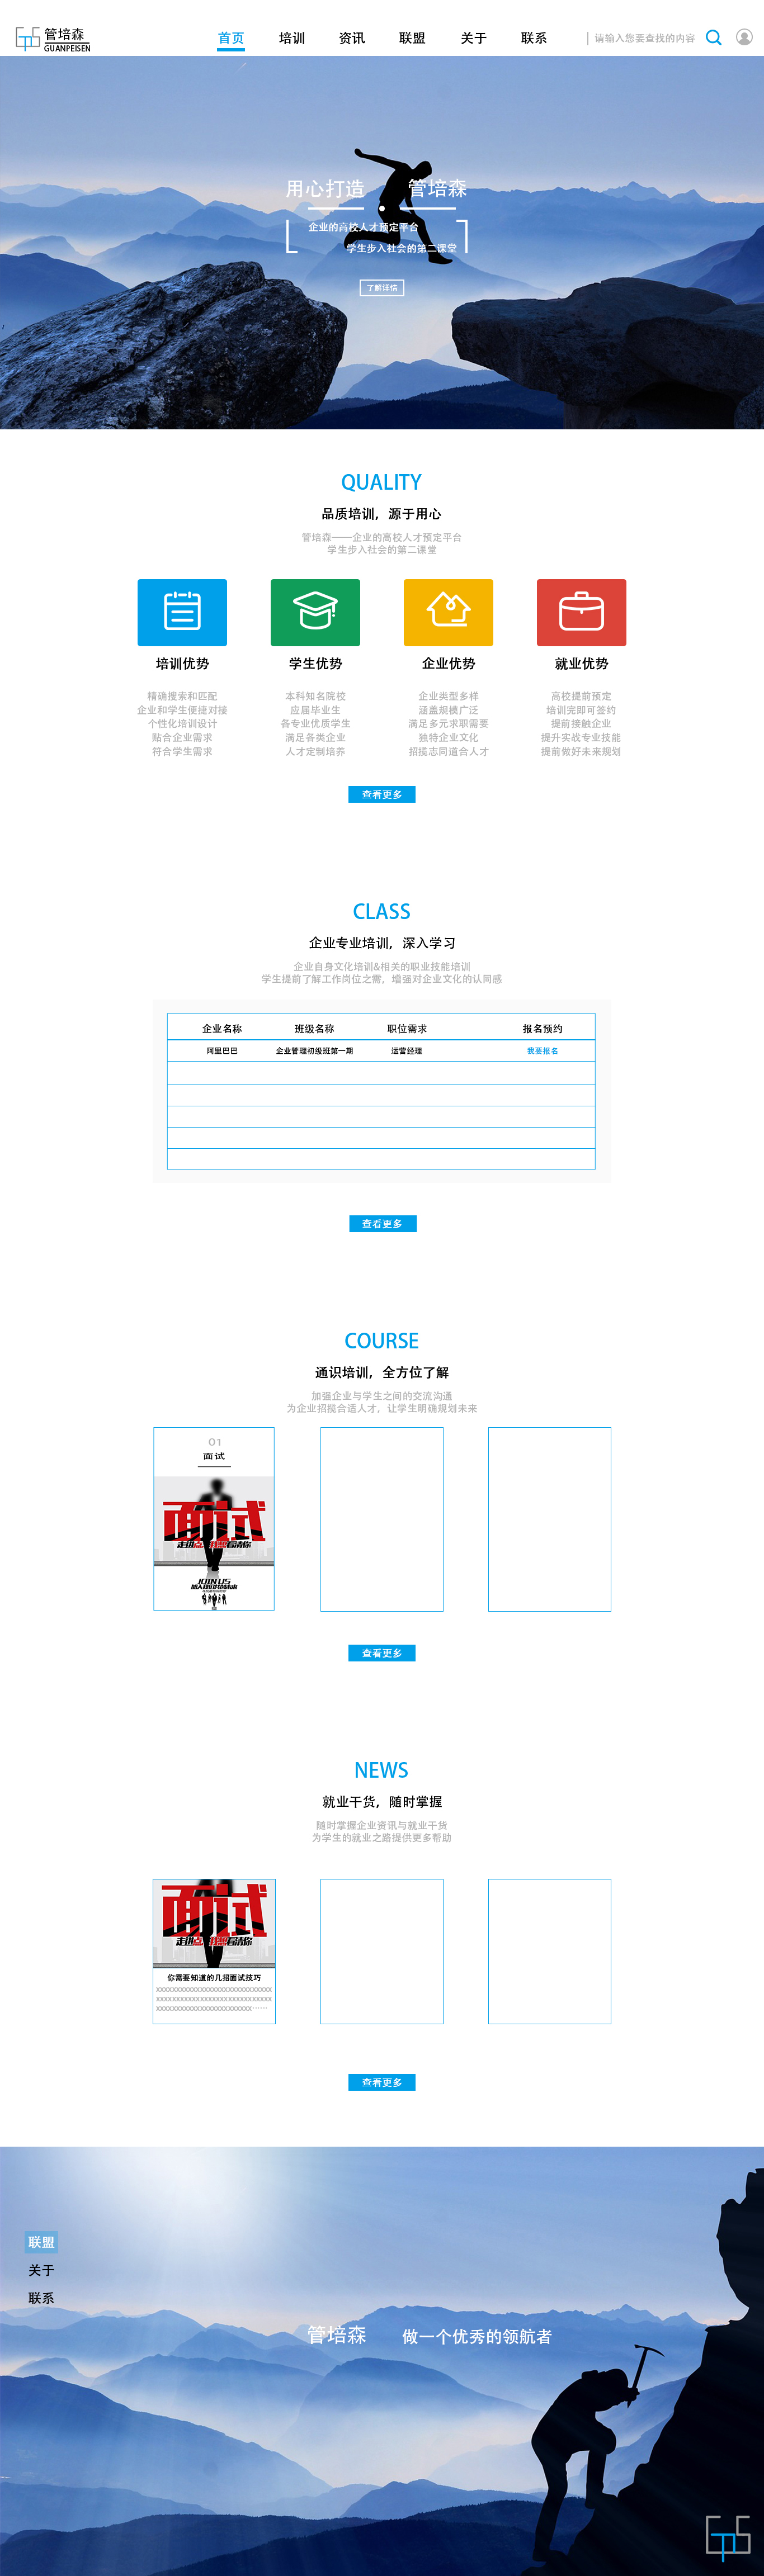 管培森
GUANPEISEN
首页 培训 资讯 联盟 关于 联系 请输入您要查找的内容
用心打造 管培森
企业的高校人才预定平台
学生步入社会的第二课堂
了解详情
QUALITY
品质培训，源于用心
管培森——企业的高校人才预定平台
学生步入社会的第二课堂
培训优势
精确搜索和匹配
企业和学生便捷对接
个性化培训设计
贴合企业需求
符合学生需求
学生优势
本科知名院校
应届毕业生
各专业优质学生
满足各类企业
人才定制培养
企业优势
企业类型多样
涵盖规模广泛
满足多元求职需要
独特企业文化
招揽志同道合人才
就业优势
高校提前预定
培训完即可签约
提前接触企业
提升实战专业技能
提前做好未来规划
查看更多
CLASS
企业专业培训，深入学习
企业自身文化培训&相关的职业技能培训
学生提前了解工作岗位之需，增强对企业文化的认同感
企业名称 班级名称 职位需求 报名预约
阿里巴巴 企业管理初级班第一期 运营经理 我要报名
查看更多
COURSE
通识培训，全方位了解
加强企业与学生之间的交流沟通
为企业招揽合适人才，让学生明确规划未来
01
面试
面试
JOIN US
查看更多
NEWS
就业干货，随时掌握
随时掌握企业资讯与就业干货
为学生的就业之路提供更多帮助
面试
你需要知道的几招面试技巧
查看更多
联盟
关于
联系
管培森 做一个优秀的领航者